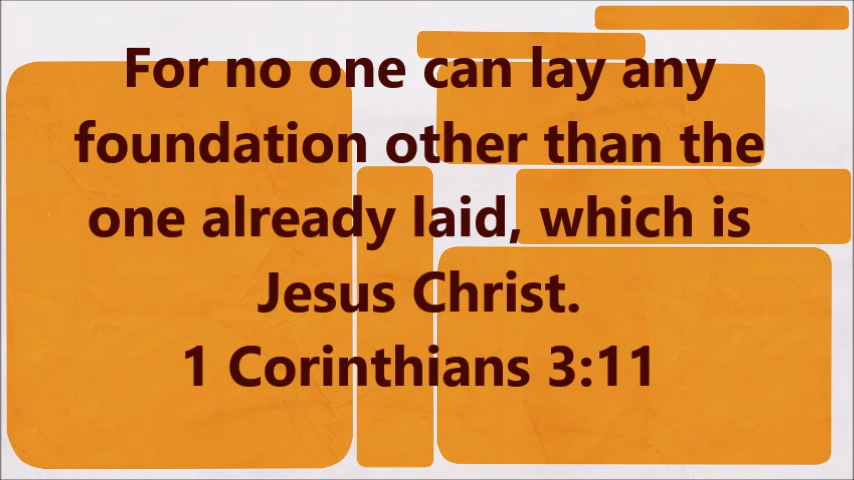 For no one can lay any
foundation other than the
one already laid, which is
Jesus Christ.
1 Corinthians 3:11